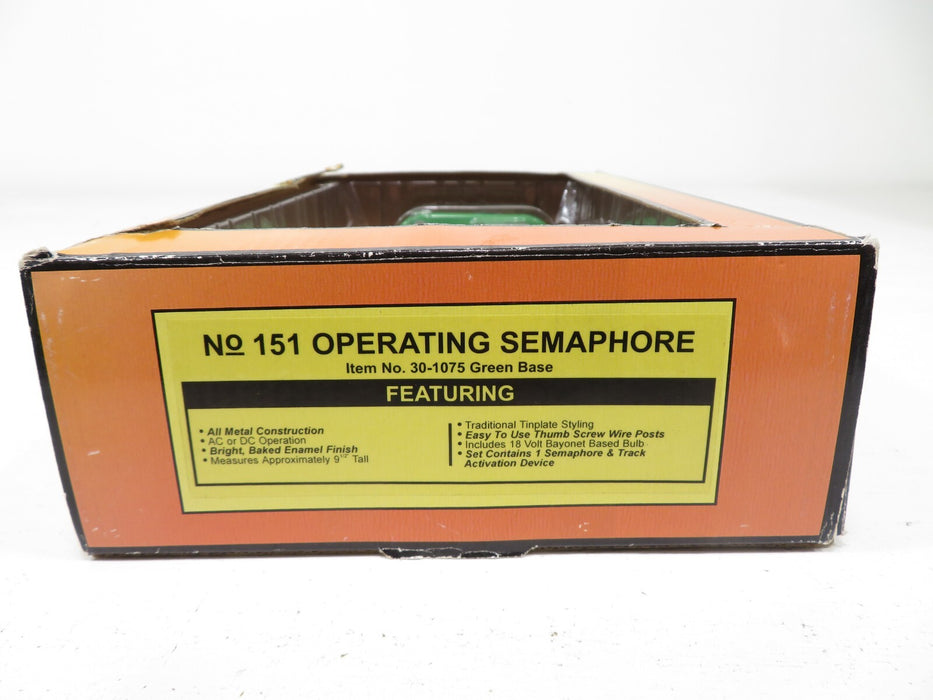 No 151 OPERATING SEMAPHORE
Item No. 30-1075 Green Base
FEATURING
• All Metal Construction
• AC or DC Operation
• Bright, Baked Enamel Finish
• Measures Approximately 9 1/2" Tall
• Traditional Tinplate Styling
• Easy To Use Thumb Screw Wire Posts
• Includes 18 Volt Bayonet Based Bulb
• Set Contains 1 Semaphore & Track
Activation Device